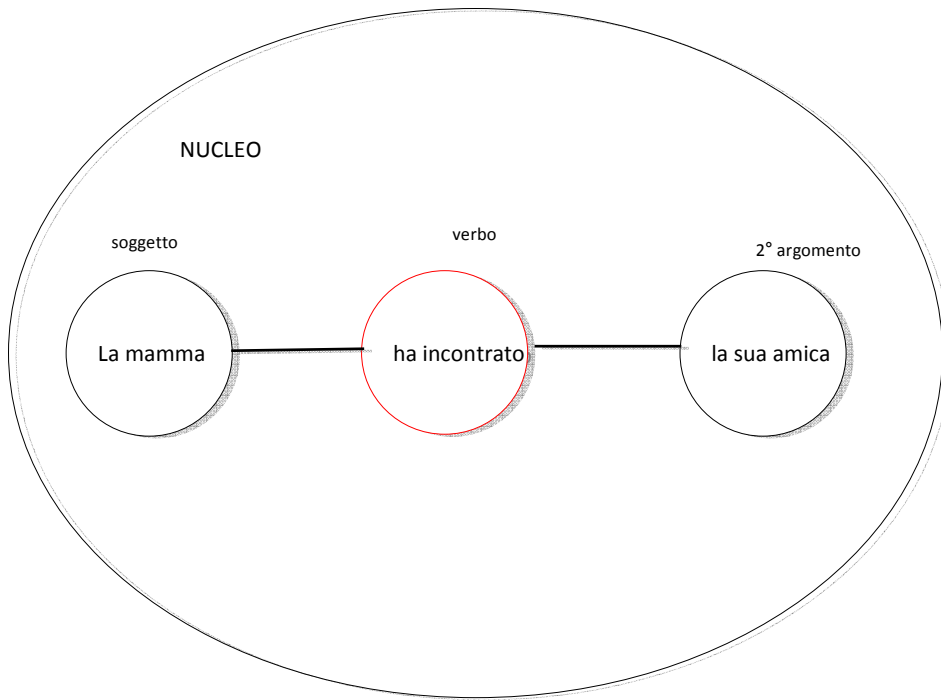 NUCLEO
soggetto
verbo
2° argomento
La mamma
ha incontrato
la sua amica